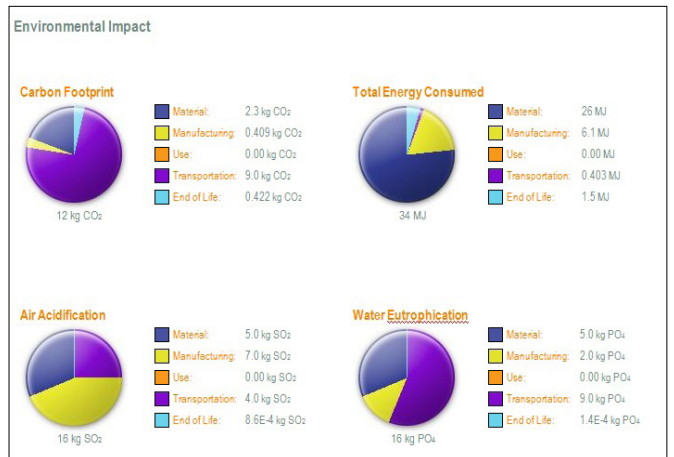 Environmental Impact
Carbon Footprint
Material: 2.3 kg CO2
Manufacturing: 0.409 kg CO2
Use: 0.00 kg CO2
Transportation: 9.0 kg CO2
End of Life: 0.422 kg CO2
12 kg CO2
Total Energy Consumed
Material: 26 MJ
Manufacturing: 6.1 MJ
Use: 0.00 MJ
Transportation: 0.403 MJ
End of Life: 1.5 MJ
34 MJ
Air Acidification
Material: 5.0 kg SO2
Manufacturing: 7.0 kg SO2
Use: 0.00 kg SO2
Transportation: 4.0 kg SO2
End of Life: 8.6E-4 kg SO2
16 kg SO2
Water Eutrophication
Material: 5.0 kg PO4
Manufacturing: 2.0 kg PO4
Use: 0.00 kg PO4
Transportation: 9.0 kg PO4
End of Life: 1.4E-4 kg PO4
16 kg PO4